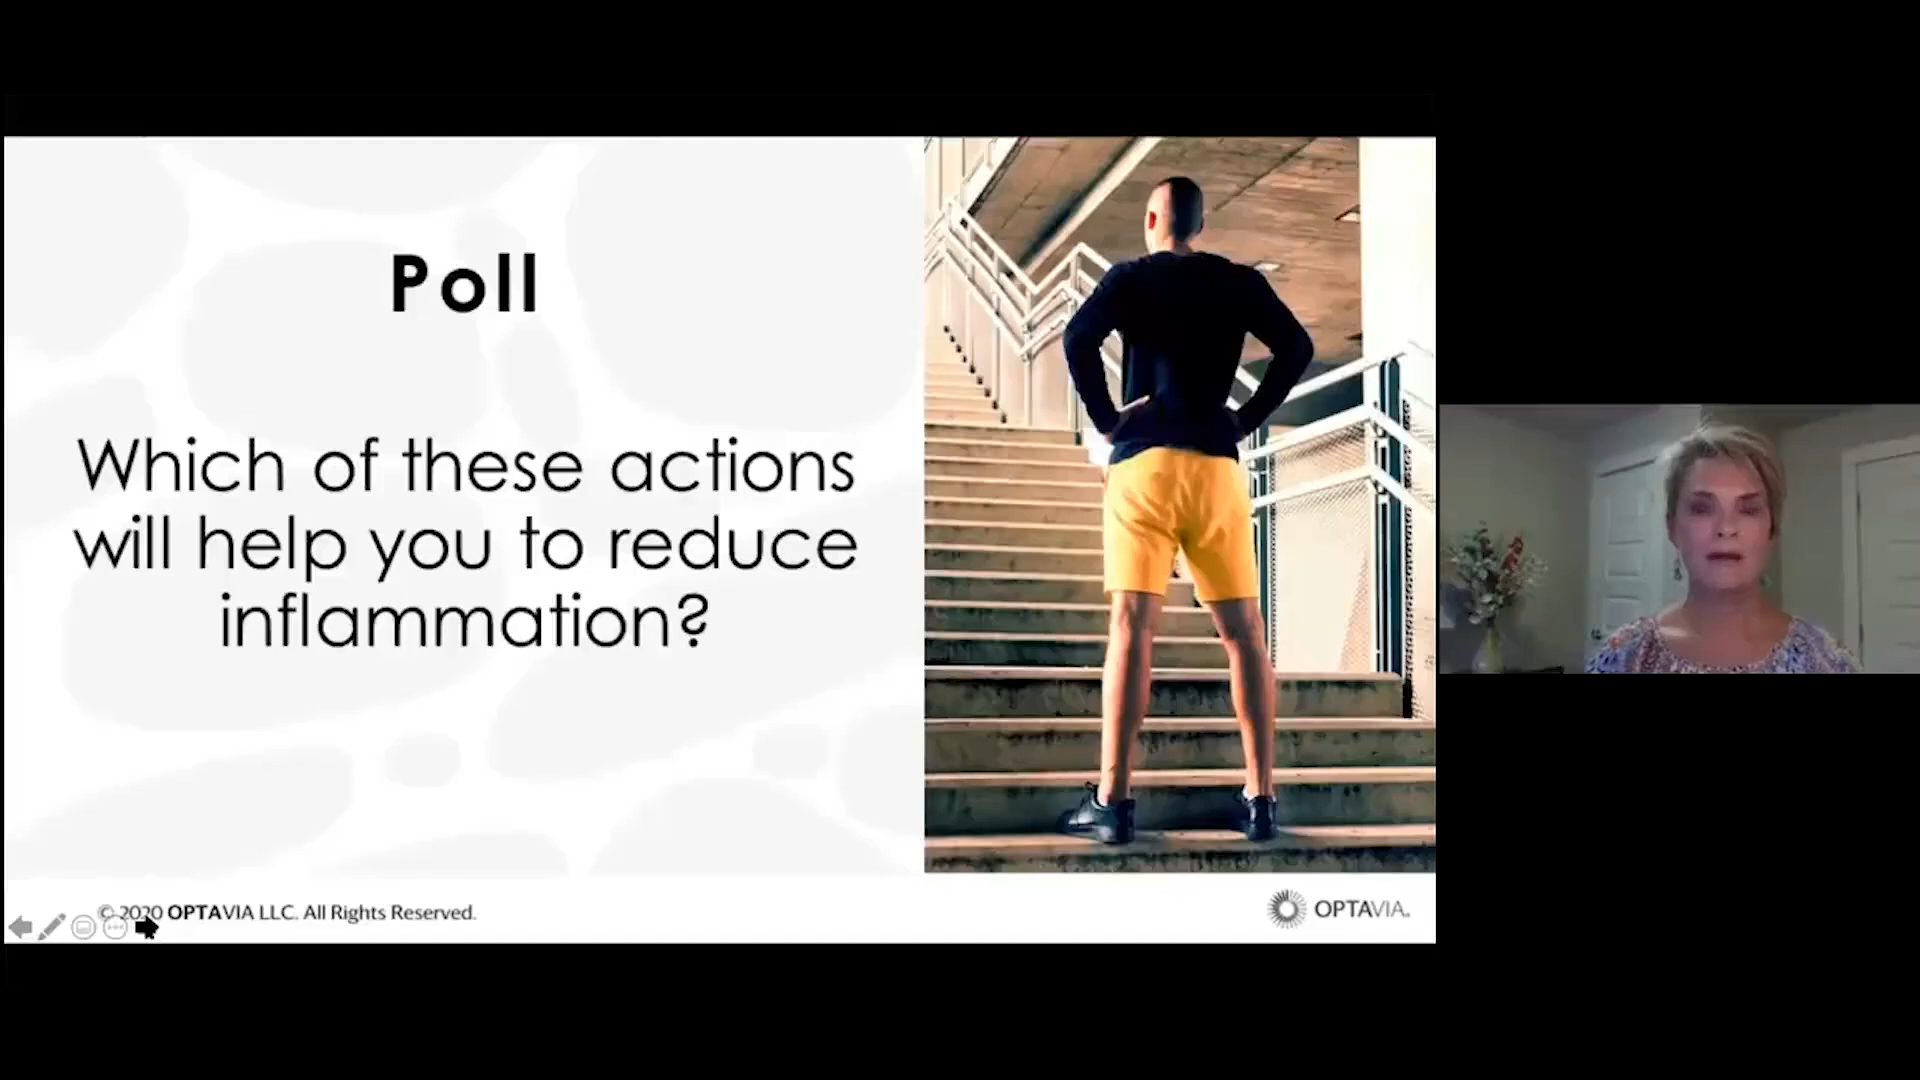 Poll
Which of these actions
will help you to reduce
inflammation?
© 2020 OPTAVIA LLC. All Rights Reserved.
OPTAVIA.